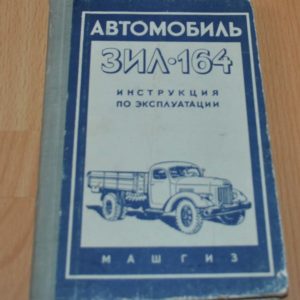 АВТОМОБИЛЬ
ЗИЛ·164
ИНСТРУКЦИЯ
ПО ЭКСПЛУАТАЦИИ
МАШГИЗ